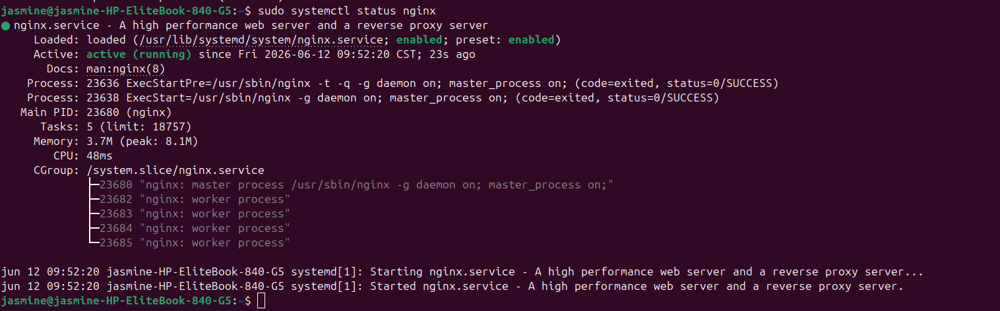 jasmine@jasmine-HP-EliteBook-840-G5:~$ sudo systemctl status nginx
● nginx.service - A high performance web server and a reverse proxy server
     Loaded: loaded (/usr/lib/systemd/system/nginx.service; enabled; preset: enabled)
     Active: active (running) since Fri 2026-06-12 09:52:20 CST; 23s ago
       Docs: man:nginx(8)
    Process: 23636 ExecStartPre=/usr/sbin/nginx -t -q -g daemon on; master_process on; (code=exited, status=0/SUCCESS)
    Process: 23638 ExecStart=/usr/sbin/nginx -g daemon on; master_process on; (code=exited, status=0/SUCCESS)
   Main PID: 23680 (nginx)
      Tasks: 5 (limit: 18757)
     Memory: 3.7M (peak: 8.1M)
        CPU: 48ms
     CGroup: /system.slice/nginx.service
             ├─23680 "nginx: master process /usr/sbin/nginx -g daemon on; master_process on;"
             ├─23682 "nginx: worker process"
             ├─23683 "nginx: worker process"
             ├─23684 "nginx: worker process"
             └─23685 "nginx: worker process"
jun 12 09:52:20 jasmine-HP-EliteBook-840-G5 systemd[1]: Starting nginx.service - A high performance web server and a reverse proxy server...
jun 12 09:52:20 jasmine-HP-EliteBook-840-G5 systemd[1]: Started nginx.service - A high performance web server and a reverse proxy server.
jasmine@jasmine-HP-EliteBook-840-G5:~$